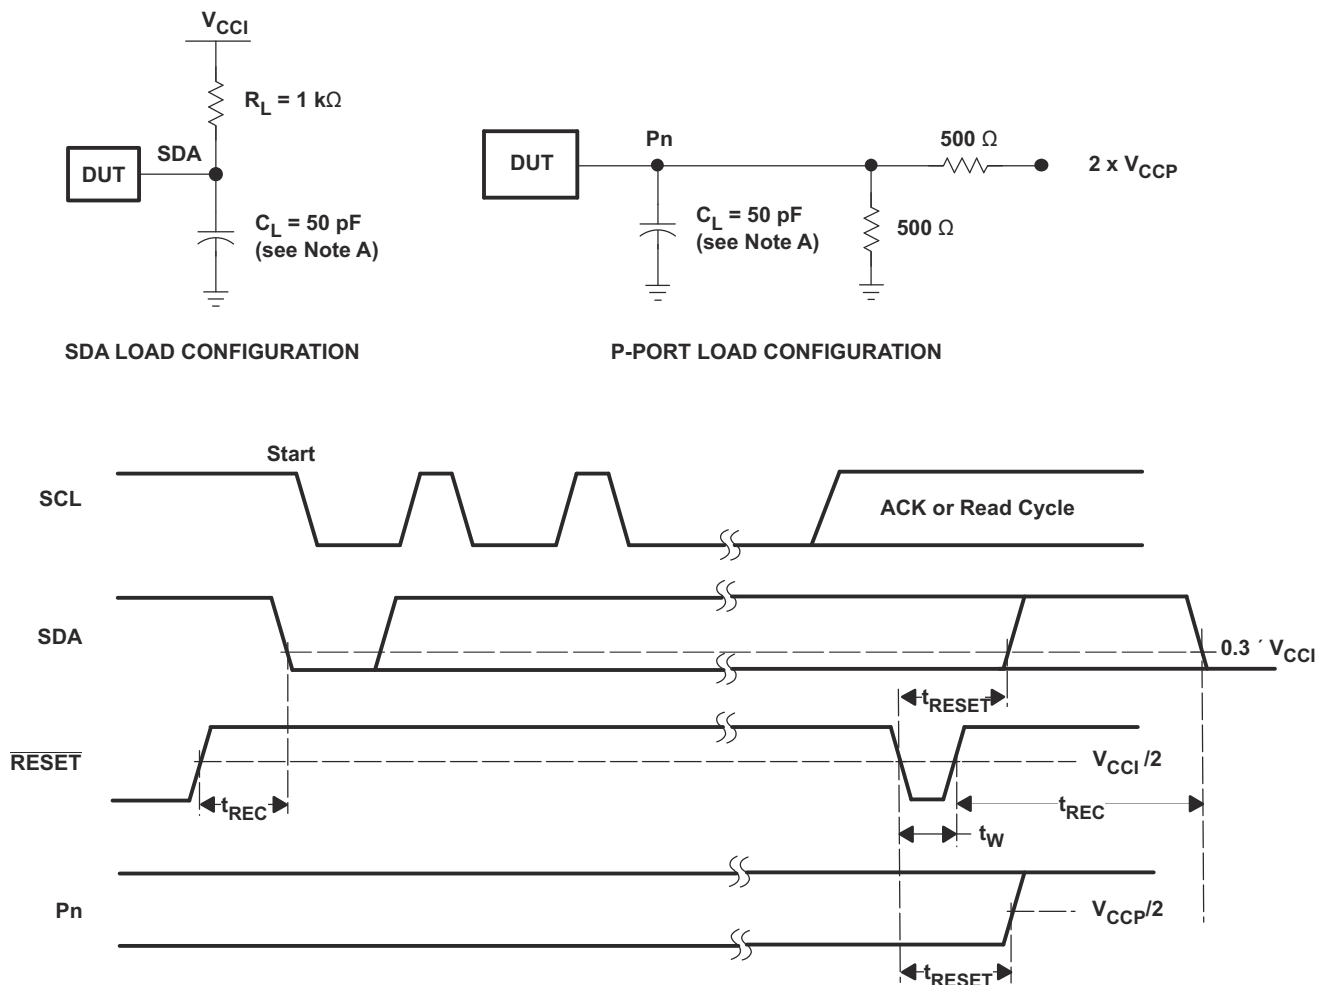 VCCI
RL = 1 kΩ
SDA
DUT
CL = 50 pF
(see Note A)
SDA LOAD CONFIGURATION
DUT
Pn
500 Ω
2 x VCCP
CL = 50 pF
(see Note A)
500 Ω
P-PORT LOAD CONFIGURATION
Start
SCL
ACK or Read Cycle
SDA
0.3 ´ VCCI
tRESET
RESET
VCCI /2
tREC
tREC
tW
Pn
VCCP/2
tRESET